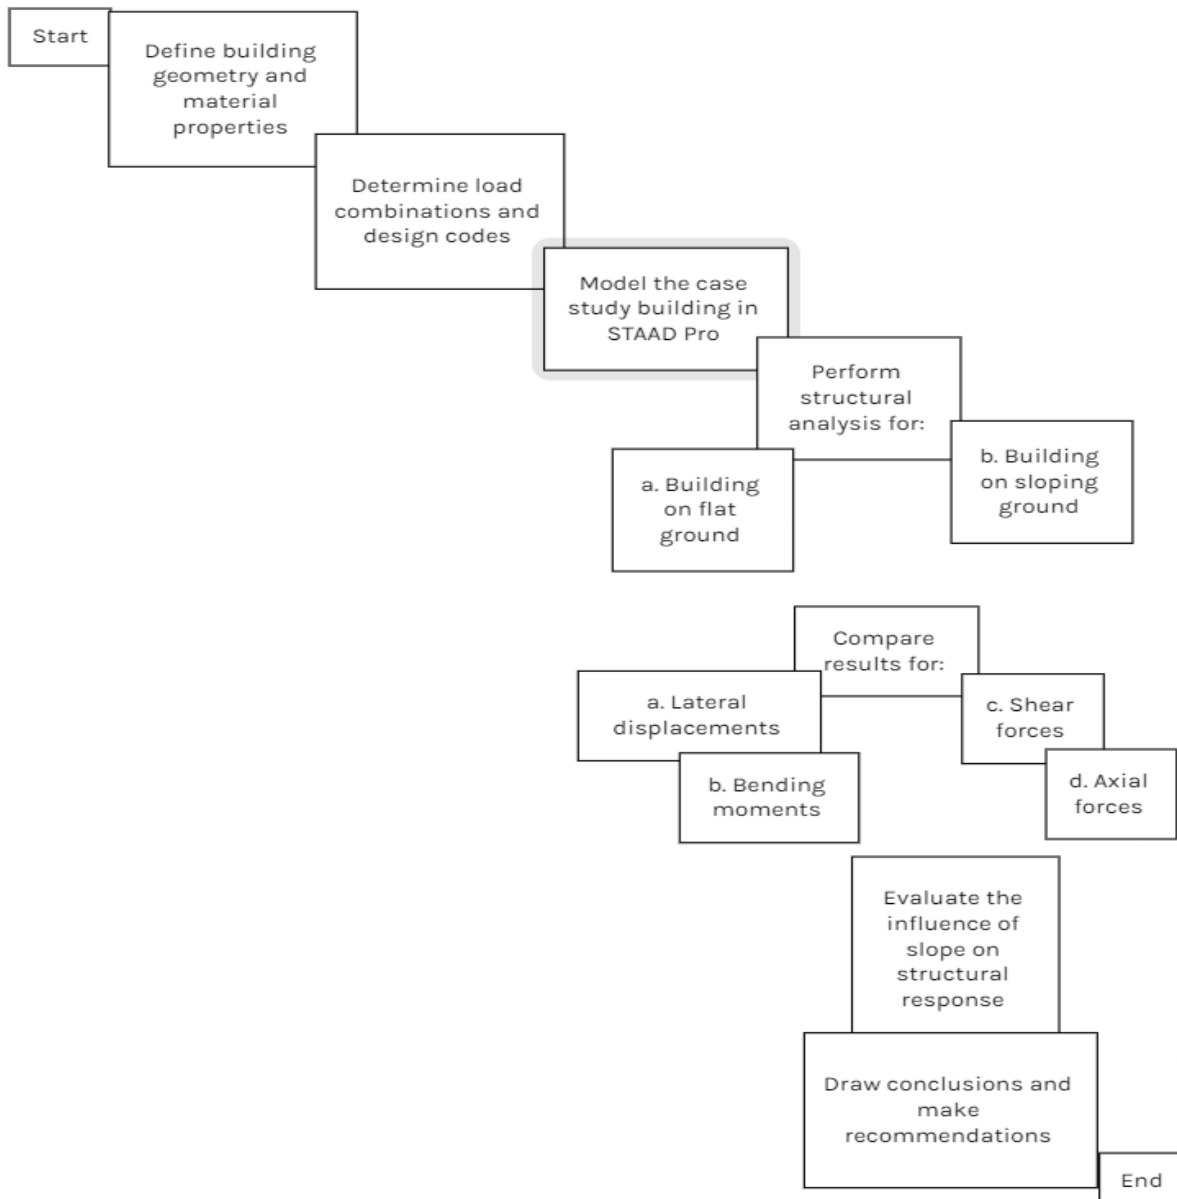 Start
Define building
geometry and
material
properties
Determine load
combinations and
design codes
Model the case
study building in
STAAD Pro
Perform
structural
analysis for:
a. Building
on flat
ground
b. Building
on sloping
ground
Compare
results for:
a. Lateral
displacements
b. Bending
moments
c. Shear
forces
d. Axial
forces
Evaluate the
influence of
slope on
structural
response
Draw conclusions and
make
recommendations
End